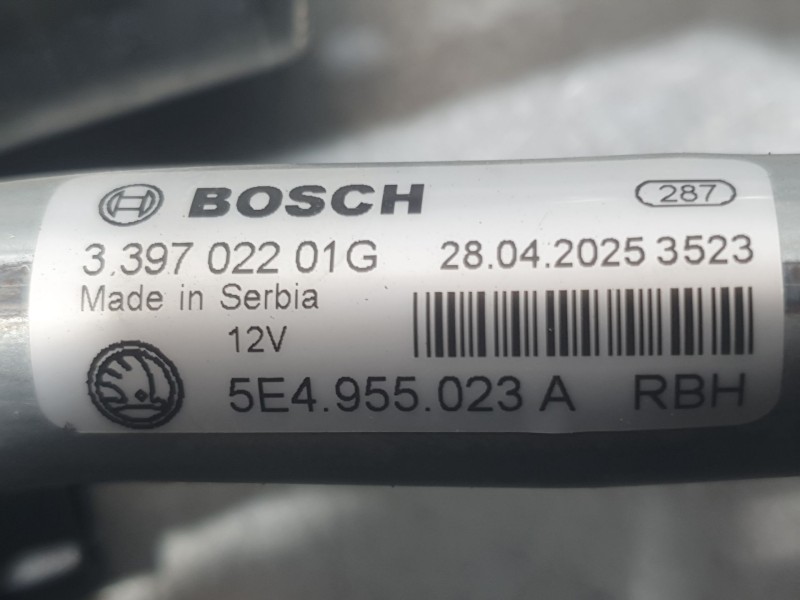 BOSCH 287
3.397 022 01G 28.04.2025 3523
Made in Serbia
12V
5E4.955.023 A RBH